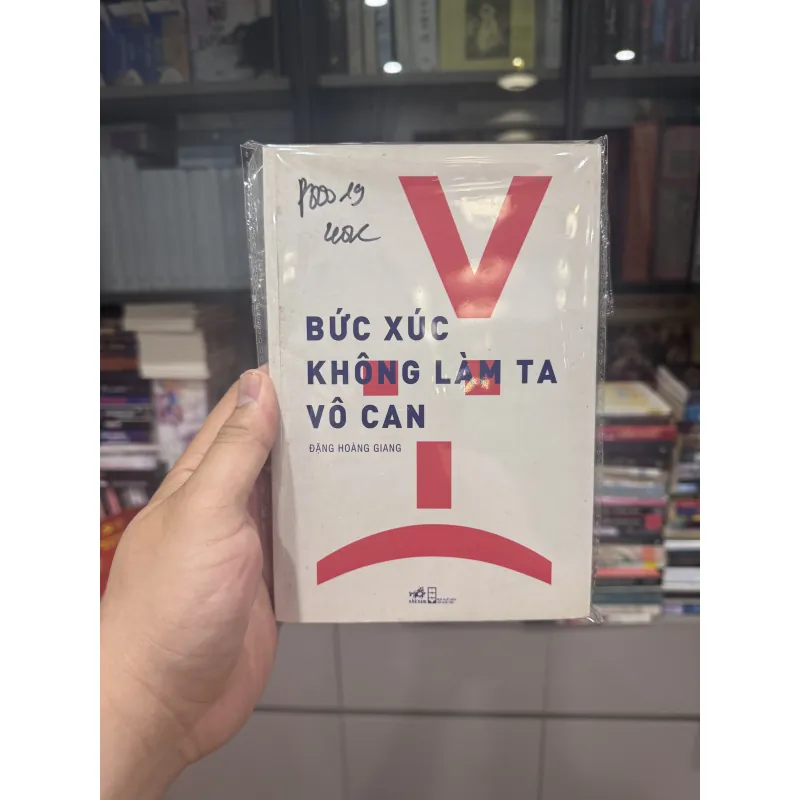 BỨC XÚC
KHÔNG LÀM TA
VÔ CAN
ĐẶNG HOÀNG GIANG